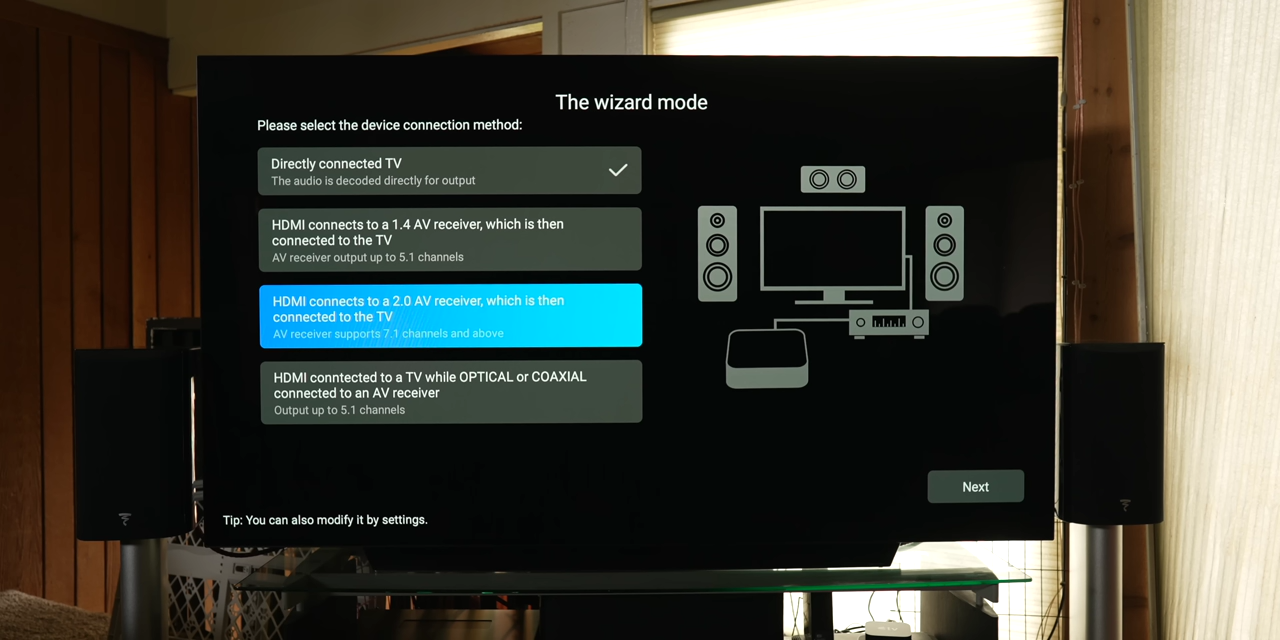 The wizard mode
Please select the device connection method:
Directly connected TV
The audio is decoded directly for output
HDMI connects to a 1.4 AV receiver, which is then
connected to the TV
AV receiver output up to 5.1 channels
HDMI connects to a 2.0 AV receiver, which is then
connected to the TV
AV receiver supports 7.1 channels and above
HDMI conntected to a TV while OPTICAL or COAXIAL
connected to an AV receiver
Output up to 5.1 channels
Next
Tip: You can also modify it by settings.